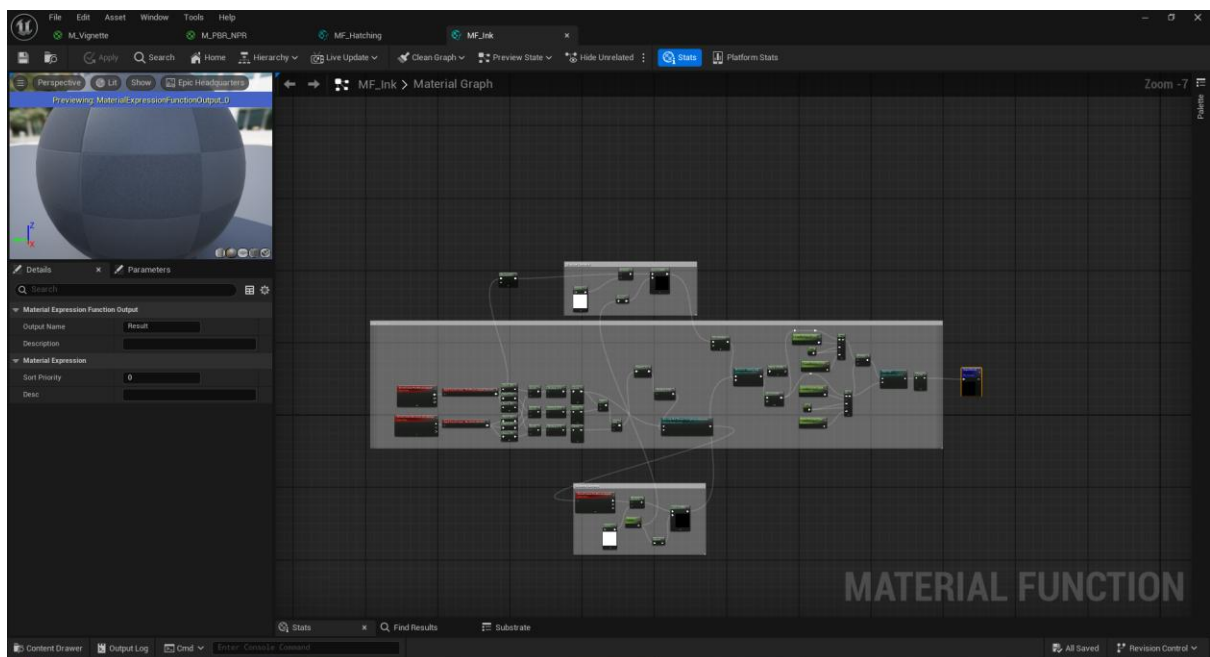 File Edit Asset Window Tools Help
M_Vignette M_PBR_NPR MF_Hatching MF_Ink
Apply Search Home Hierarchy Live Update Clean Graph Preview State Hide Unrelated Stats Platform Stats
Perspective Lit Show Epic Headquarters
MF_Ink > Material Graph
Zoom -7
Palette
Previewing: MaterialExpressionFunctionOutput_0
Z
X
Details Parameters
Search
Material Expression Function Output
Output Name Result
Description
Material Expression
Sort Priority 0
Desc
MATERIAL FUNCTION
Stats Find Results Substrate
Content Drawer Output Log Cmd Enter Console Command All Saved Revision Control